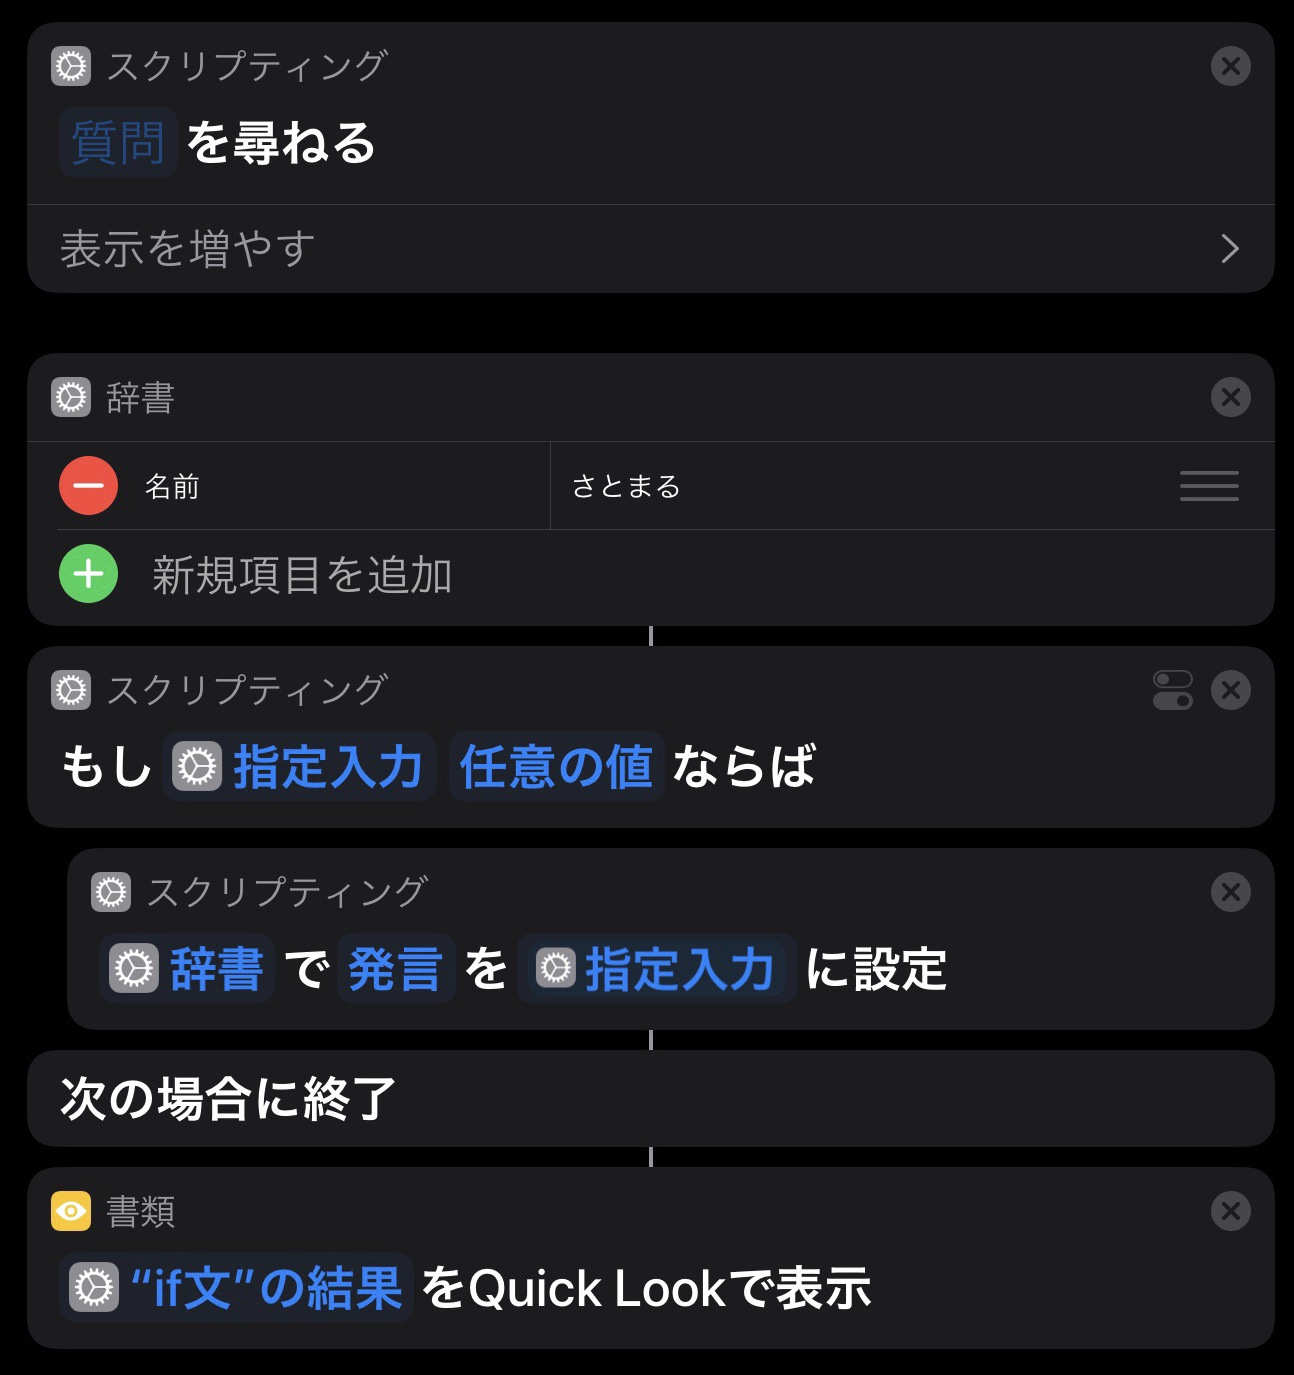 スクリプティング
質問 を尋ねる
表示を増やす
辞書
名前 さとまる
新規項目を追加
スクリプティング
もし 指定入力 任意の値 ならば
スクリプティング
辞書 で 発言 を 指定入力 に設定
次の場合に終了
書類
“if文”の結果 をQuick Lookで表示